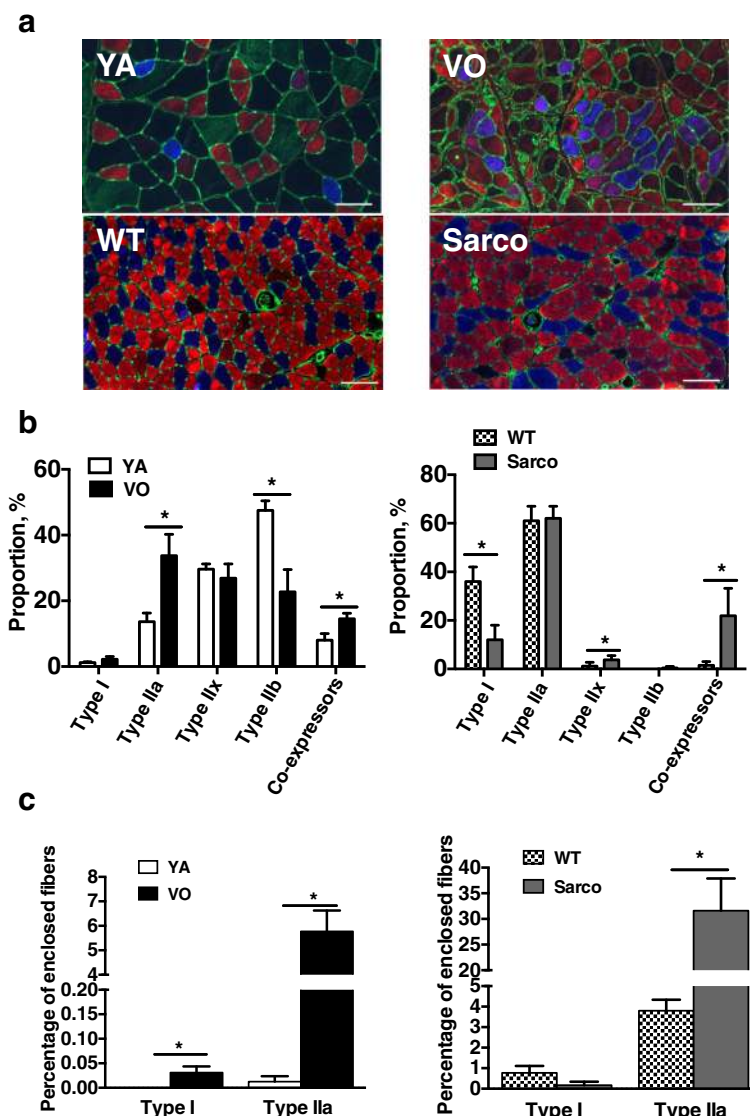 a
YA
VO
WT
Sarco
b
YA
VO
Proportion, %
60
40
20
0
*
*
*
Type I
Type IIa
Type IIx
Type IIb
Co-expressors
WT
Sarco
Proportion, %
80
60
40
20
0
*
*
*
Type I
Type IIa
Type IIx
Type IIb
Co-expressors
c
YA
VO
Percentage of enclosed fibers
8
7
6
5
4
0.20
0.15
0.10
0.05
0.00
*
*
Type I
Type IIa
WT
Sarco
Percentage of enclosed fibers
40
35
30
25
20
5
4
3
2
1
0
*
Type I
Type IIa